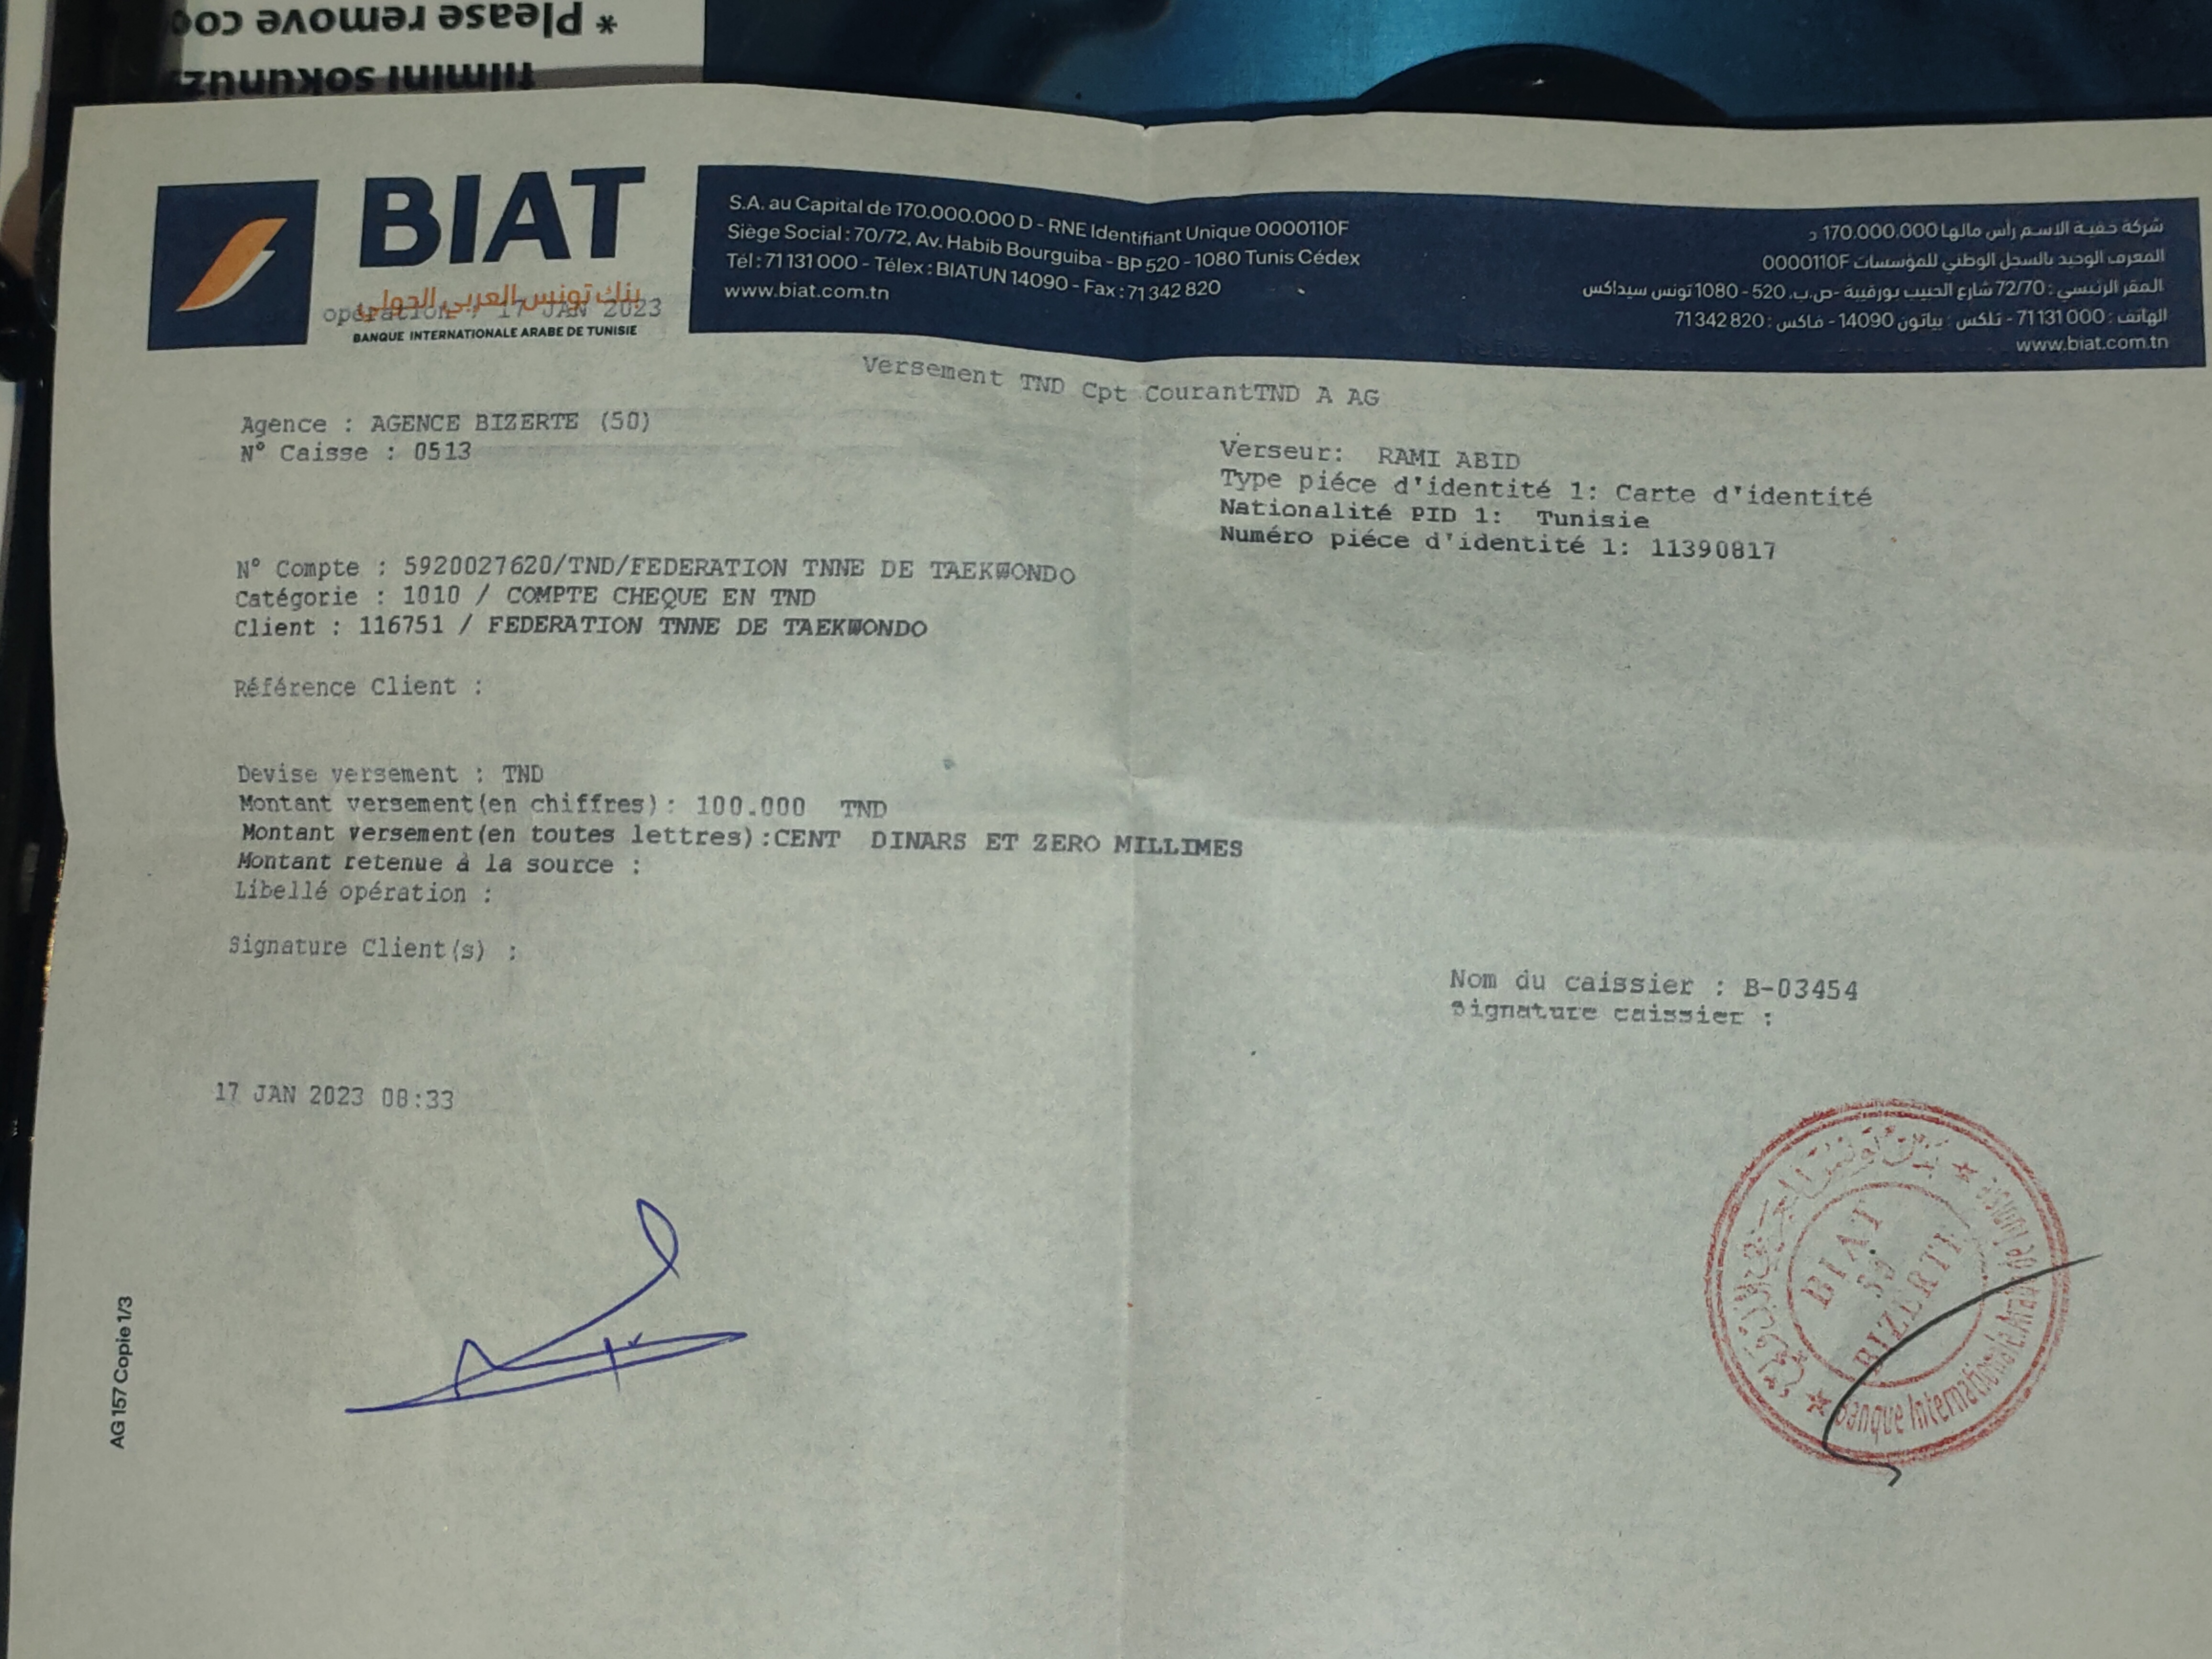 * Please remove
filmini sökünüz
BIAT
بنك تونس العربي الدولي
operation : 17 JAN 2023
BANQUE INTERNATIONALE ARABE DE TUNISIE
S.A. au Capital de 170.000.000 D - RNE Identifiant Unique 0000110F
Siège Social : 70/72, Av. Habib Bourguiba - BP 520 - 1080 Tunis Cédex
Tél : 71 131 000 - Télex : BIATUN 14090 - Fax : 71 342 820
www.biat.com.tn
شركة خفية الاسم رأس مالها 170.000.000 د
المعرف الوحيد بالسجل الوطني للمؤسسات 0000110F
المقر الرئيسي : 72/70 شارع الحبيب بورقيبة -ص.ب. 520 - 1080 تونس سيداكس
الهاتف : 71 131 000 - تلكس : بياتون 14090 - فاكس : 71 342 820
www.biat.com.tn
Versement TND Cpt CourantTND A AG
Agence : AGENCE BIZERTE (50)
N° Caisse : 0513
Verseur: RAMI ABID
Type piéce d'identité 1: Carte d'identité
Nationalité PID 1: Tunisie
Numéro piéce d'identité 1: 11390817
N° Compte : 5920027620/TND/FEDERATION TNNE DE TAEKWONDO
Catégorie : 1010 / COMPTE CHEQUE EN TND
Client : 116751 / FEDERATION TNNE DE TAEKWONDO
Référence Client :
Devise versement : TND
Montant versement(en chiffres): 100.000 TND
Montant versement(en toutes lettres):CENT DINARS ET ZERO MILLIMES
Montant retenue à la source :
Libellé opération :
Signature Client(s) :
Nom du caissier : B-03454
Signature caissier :
17 JAN 2023 08:33
BIAT
BIZERTE
Banque Internationale Arabe de Tunisie
AG 157 Copie 1/3